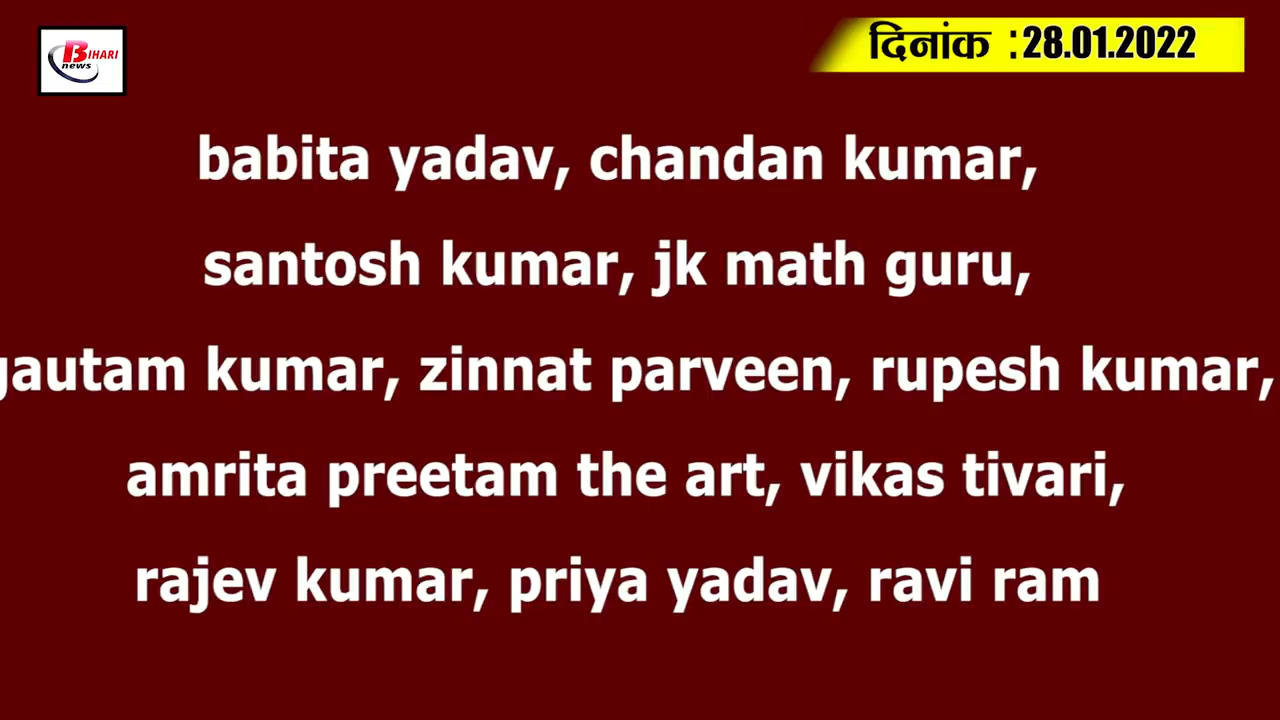 BIHARI
news
दिनांक :28.01.2022
babita yadav, chandan kumar,
santosh kumar, jk math guru,
gautam kumar, zinnat parveen, rupesh kumar,
amrita preetam the art, vikas tivari,
rajev kumar, priya yadav, ravi ram